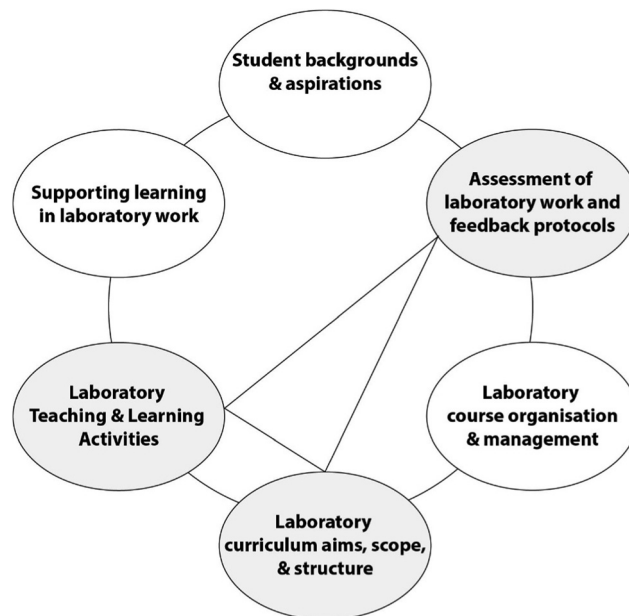 Student backgrounds
& aspirations
Assessment of
laboratory work and
feedback protocols
Supporting learning
in laboratory work
Laboratory
Teaching & Learning
Activities
Laboratory
course organisation
& management
Laboratory
curriculum aims, scope,
& structure